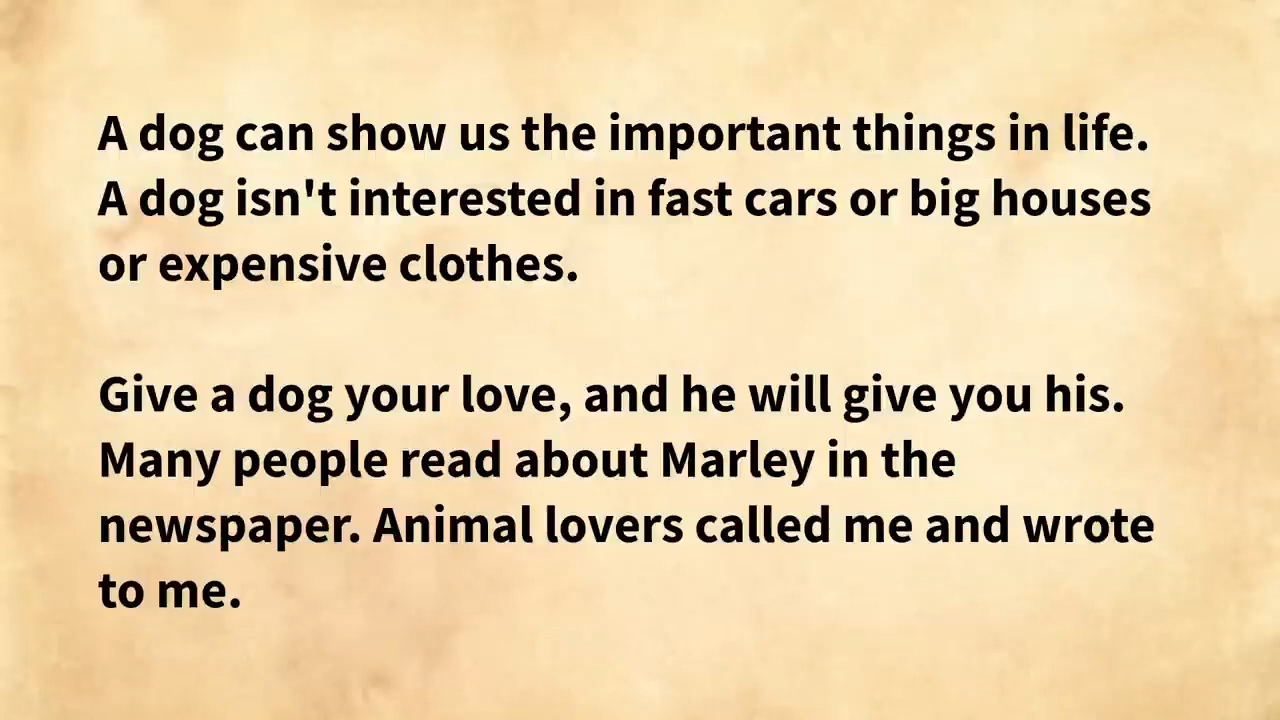 A dog can show us the important things in life.
A dog isn't interested in fast cars or big houses
or expensive clothes.
Give a dog your love, and he will give you his.
Many people read about Marley in the
newspaper. Animal lovers called me and wrote
to me.